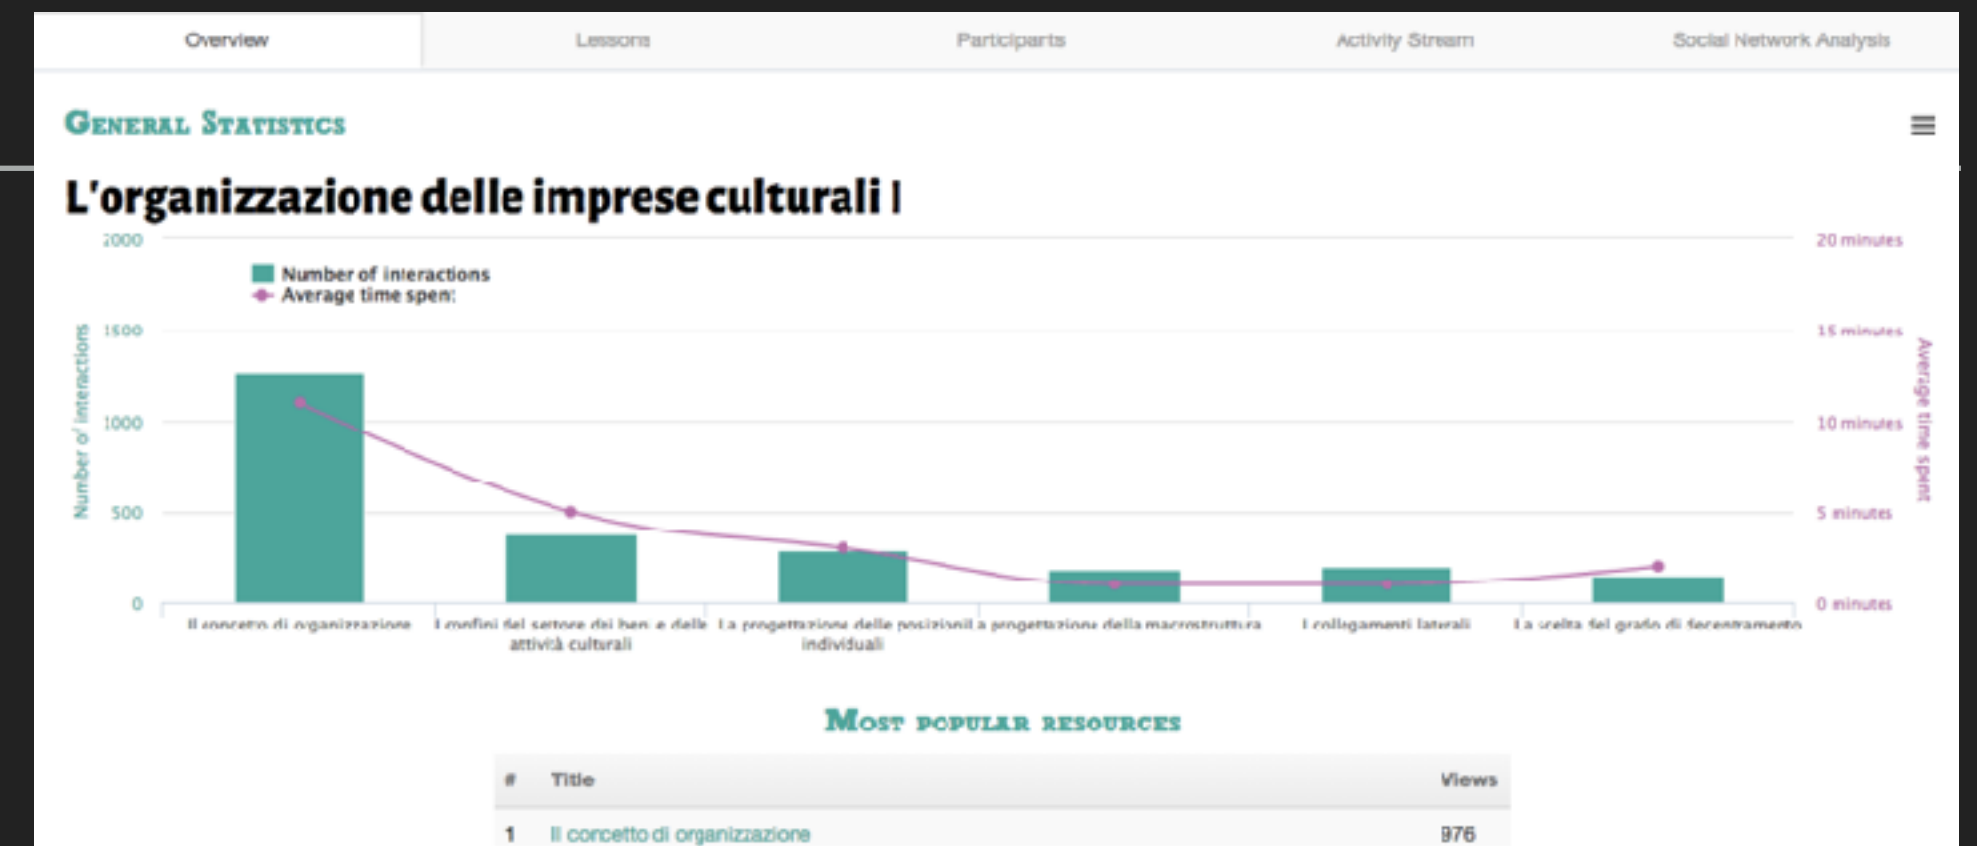 Overview
Lessons
Participants
Activity Stream
Social Network Analysis
GENERAL STATISTICS
L'organizzazione delle imprese culturali I
2000
1500
1000
500
0
Number of interactions
Number of interactions
Average time spent
20 minutes
15 minutes
10 minutes
5 minutes
0 minutes
Average time spent
Il concetto di organizzazione
I confini del settore dei beni e delle
attività culturali
La progettazione delle posizioni
individuali
La progettazione della macrostruttura
I collegamenti laterali
La scelta del grado di decentramento
MOST POPULAR RESOURCES
# Title Views
1 Il concetto di organizzazione 976